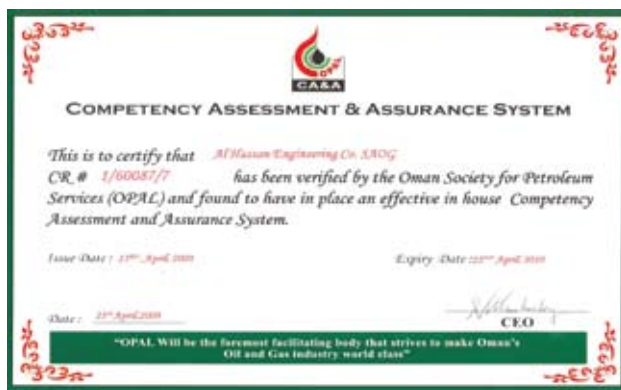 OPAL
CA&A
COMPETENCY ASSESSMENT & ASSURANCE SYSTEM
This is to certify that Al Hassan Engineering Co. SAOG
CR # 1/60087/7 has been verified by the Oman Society for Petroleum
Services (OPAL) and found to have in place an effective in house Competency
Assessment and Assurance System.
Issue Date : April Expiry Date : April
Date : April 2009
CEO
"OPAL Will be the foremost facilitating body that strives to make Oman's
Oil and Gas industry world class"